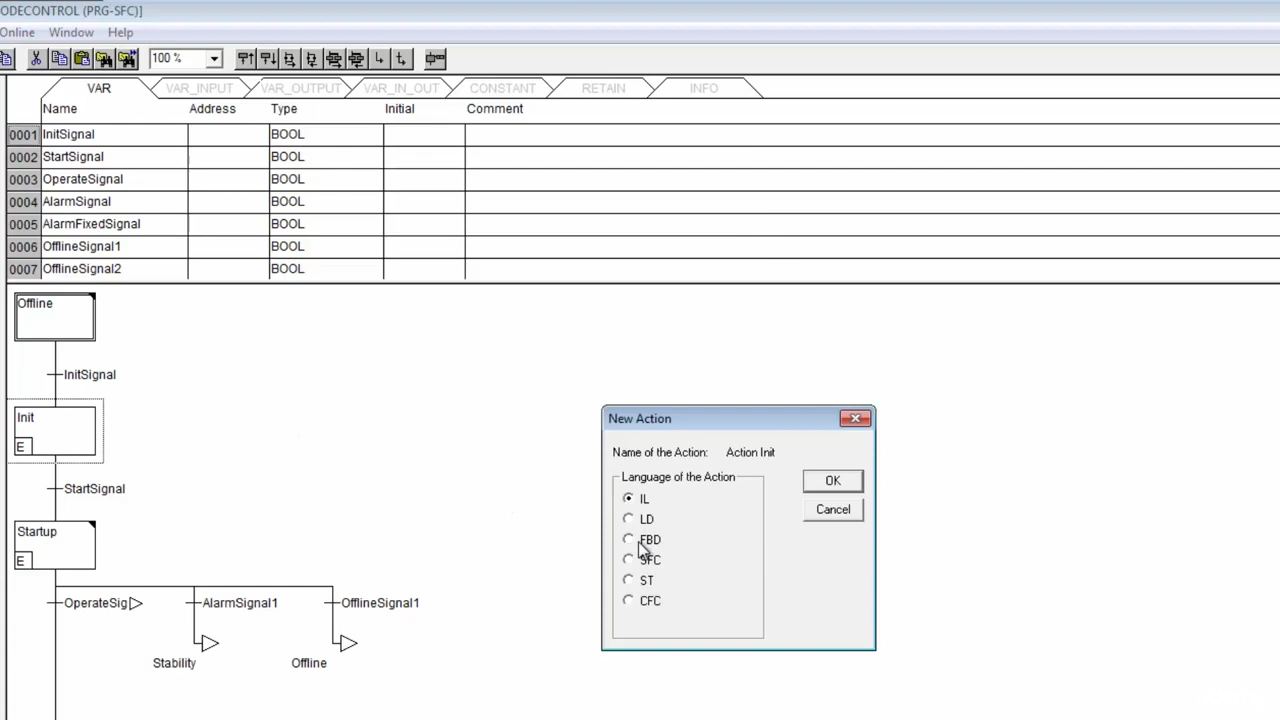 ODECONTROL (PRG-SFC)]
Online Window Help
100 %
VAR VAR_INPUT VAR_OUTPUT VAR_IN_OUT CONSTANT RETAIN INFO
Name Address Type Initial Comment
0001 InitSignal BOOL
0002 StartSignal BOOL
0003 OperateSignal BOOL
0004 AlarmSignal BOOL
0005 AlarmFixedSignal BOOL
0006 OfflineSignal1 BOOL
0007 OfflineSignal2 BOOL
Offline
InitSignal
Init
E
StartSignal
Startup
E
OperateSig AlarmSignal1 OfflineSignal1
Stability Offline
New Action
Name of the Action: Action Init
Language of the Action
IL
LD
FBD
SFC
ST
CFC
OK
Cancel